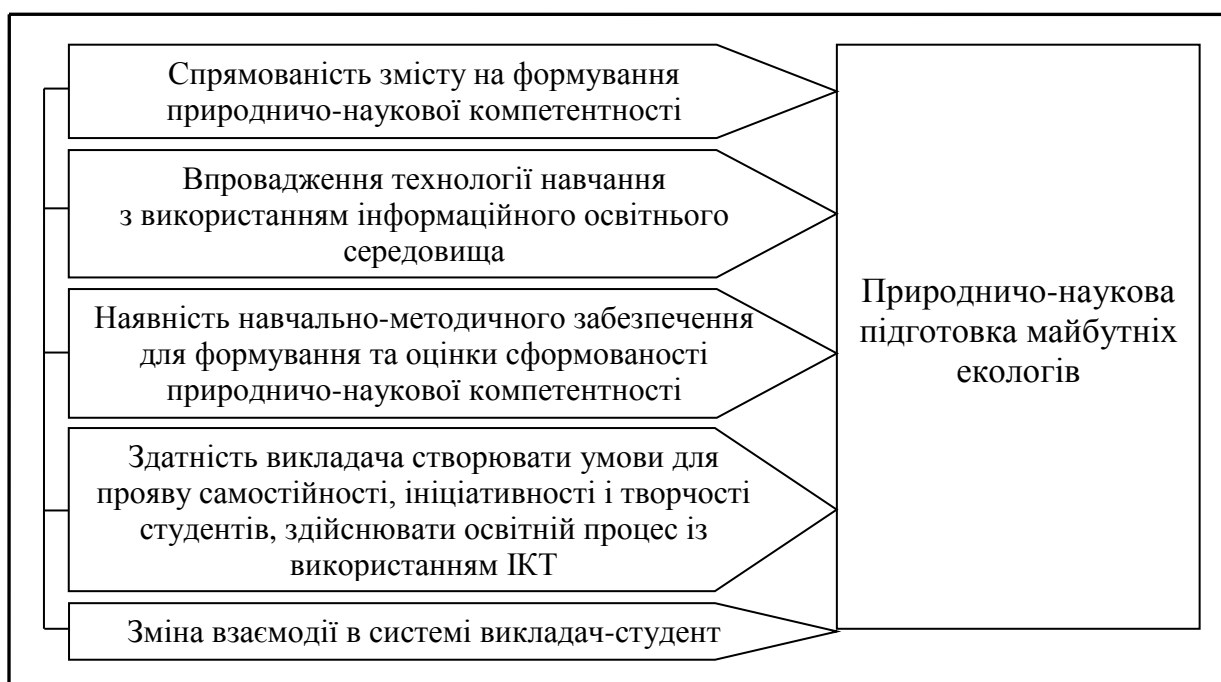 Спрямованість змісту на формування
природничо-наукової компетентності
Впровадження технології навчання
з використанням інформаційного освітнього
середовища
Наявність навчально-методичного забезпечення
для формування та оцінки сформованості
природничо-наукової компетентності
Здатність викладача створювати умови для
прояву самостійності, ініціативності і творчості
студентів, здійснювати освітній процес із
використанням ІКТ
Зміна взаємодії в системі викладач-студент
Природничо-наукова
підготовка майбутніх
екологів